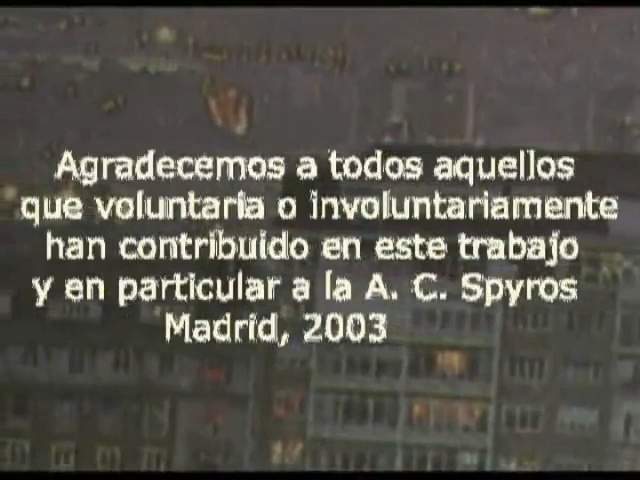 Agradecemos a todos aquellos
que voluntaria o involuntariamente
han contribuido en este trabajo
y en particular a la A. C. Spyros
Madrid, 2003